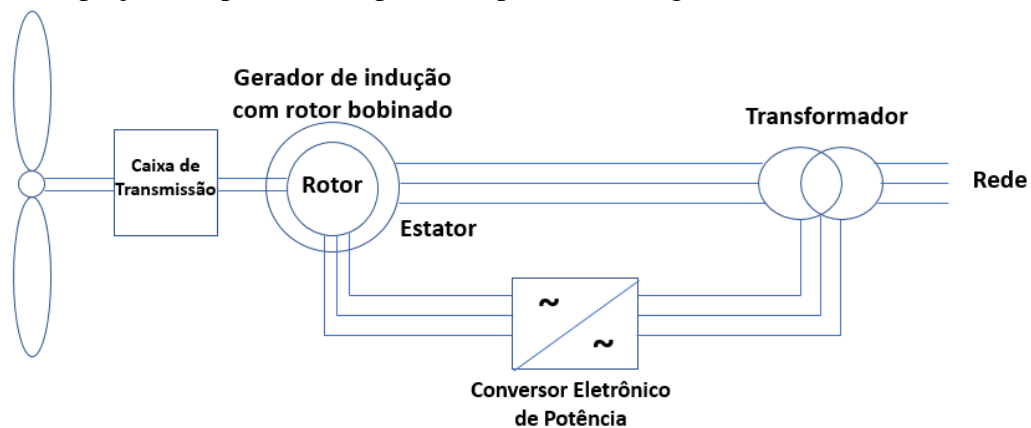 Gerador de indução
com rotor bobinado
Transformador
Caixa de
Transmissão
Rotor
Rede
Estator
~
~
Conversor Eletrônico
de Potência